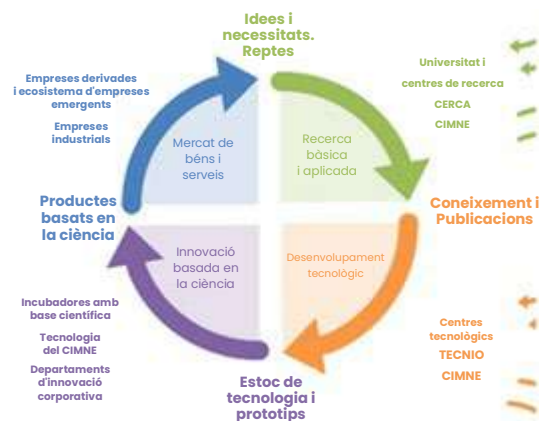 Idees i
necessitats.
Reptes
Empreses derivades
i ecosistema d'empreses
emergents
Empreses
industrials
Universitat i
centres de recerca
CERCA
CIMNE
Mercat de
béns i
serveis
Recerca
bàsica
i aplicada
Productes
basats en
la ciència
Coneixement i
Publicacions
Innovació
basada en
la ciència
Desenvolupament
tecnològic
Incubadores amb
base científica
Tecnologia
del CIMNE
Departaments
d'innovació
corporativa
Centres
tecnològics
TECNIO
CIMNE
Estoc de
tecnologia i
prototips